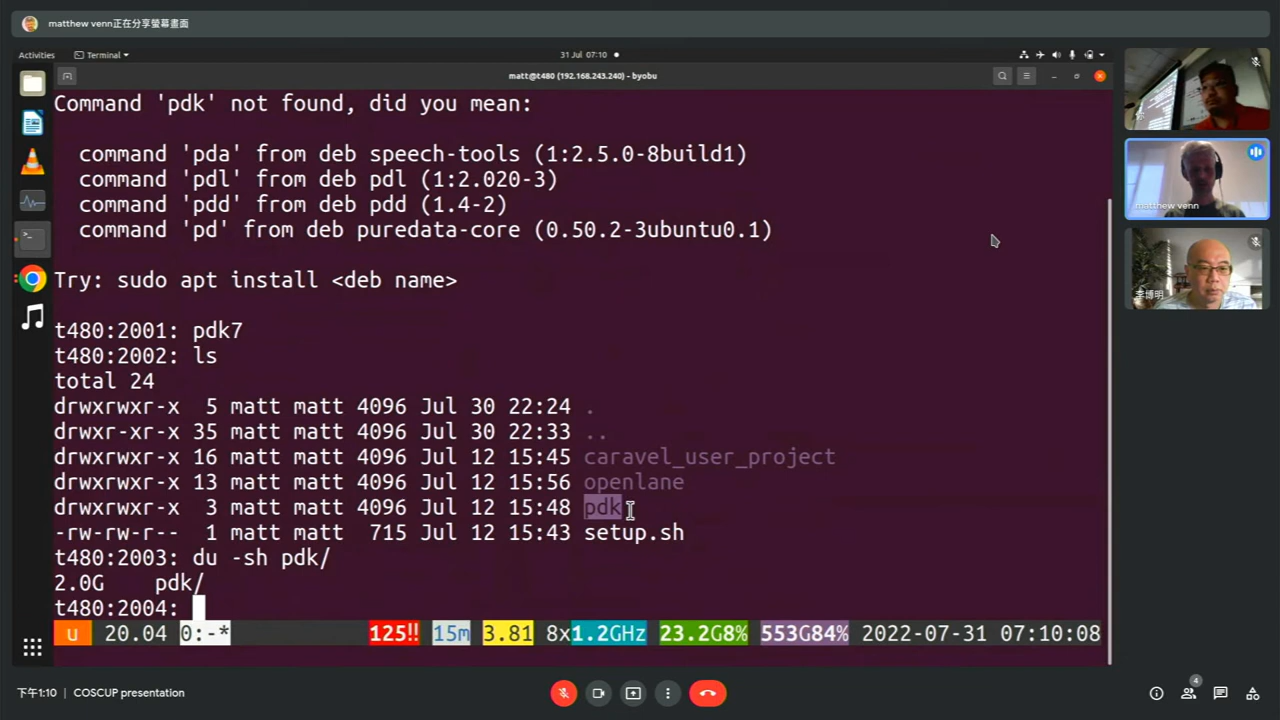 matthew venn正在分享螢幕畫面
Activities
Terminal
31 Jul 07:10
matt@t480 (192.168.243.240) - byobu
Command 'pdk' not found, did you mean:
command 'pda' from deb speech-tools (1:2.5.0-8build1)
command 'pdl' from deb pdl (1:2.020-3)
command 'pdd' from deb pdd (1.4-2)
command 'pd' from deb puredata-core (0.50.2-3ubuntu0.1)
Try: sudo apt install <deb name>
t480:2001: pdk7
t480:2002: ls
total 24
drwxrwxr-x 5 matt matt 4096 Jul 30 22:24 .
drwxr-xr-x 35 matt matt 4096 Jul 30 22:33 ..
drwxrwxr-x 16 matt matt 4096 Jul 12 15:45 caravel_user_project
drwxrwxr-x 13 matt matt 4096 Jul 12 15:56 openlane
drwxrwxr-x 3 matt matt 4096 Jul 12 15:48 pdk
-rw-rw-r-- 1 matt matt 715 Jul 12 15:43 setup.sh
t480:2003: du -sh pdk/
2.0G pdk/
t480:2004:
u 20.04 0:-* 125!! 15m 3.81 8x1.2GHz 23.2G8% 553G84% 2022-07-31 07:10:08
matthew venn
李博明
下午1:10 | COSCUP presentation
4